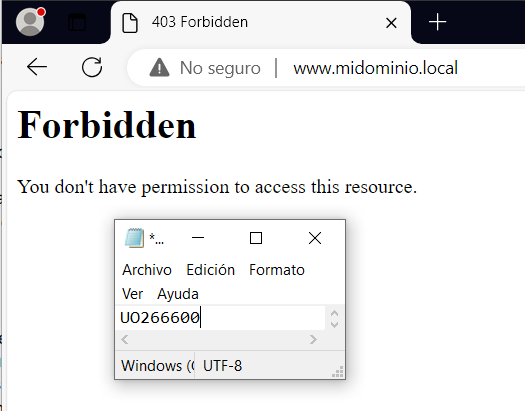 403 Forbidden
No seguro
www.midominio.local
Forbidden
You don't have permission to access this resource.
*...
Archivo Edición Formato
Ver Ayuda
UO266600
Windows (C UTF-8